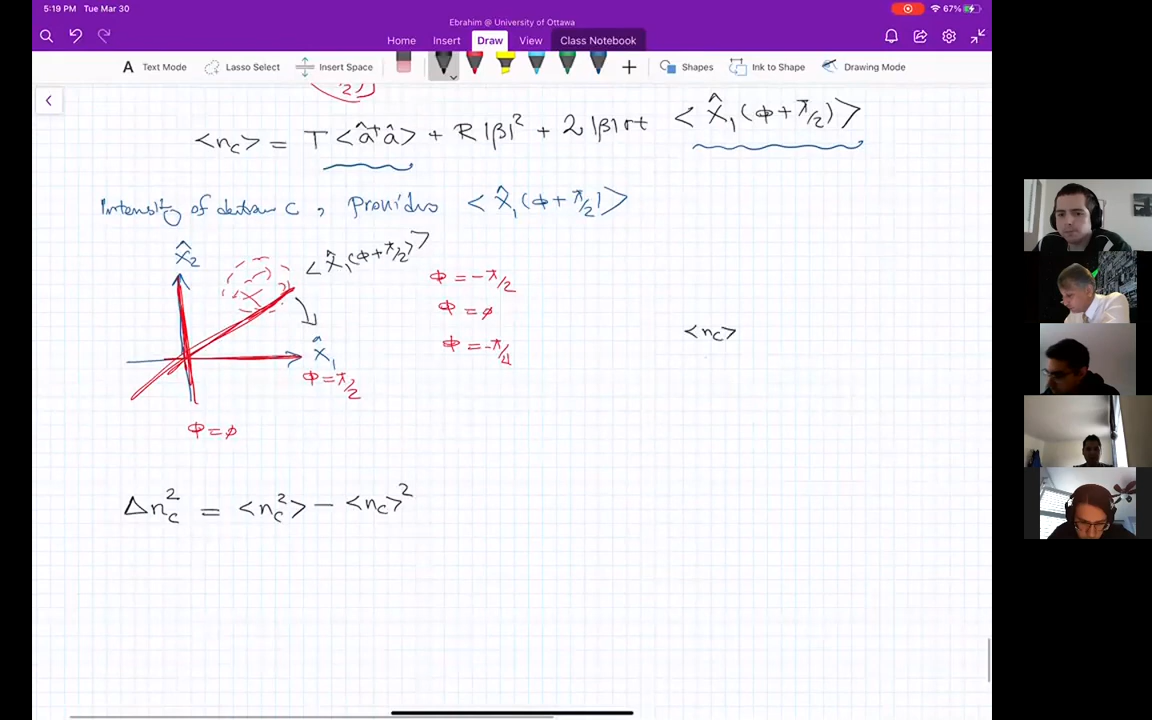 5:19 PM Tue Mar 30
67%
Ebrahim @ University of Ottawa
Home Insert Draw View Class Notebook
Text Mode Lasso Select Insert Space Shapes Ink to Shape Drawing Mode
<n_c> = T <â†â> + R |β|² + 2 |β| rt < X̂₁ (Φ + π/2) >
Intensity of C , Provides < X̂₁ (Φ + π/2) >
X̂₂
< X̂₁ (Φ + π/2) >
Φ = -π/2
Φ = ϕ
Φ = -π/4
X̂₁
Φ = π/2
Φ = ϕ
<n_c>
Δn_c² = <n_c²> - <n_c>²